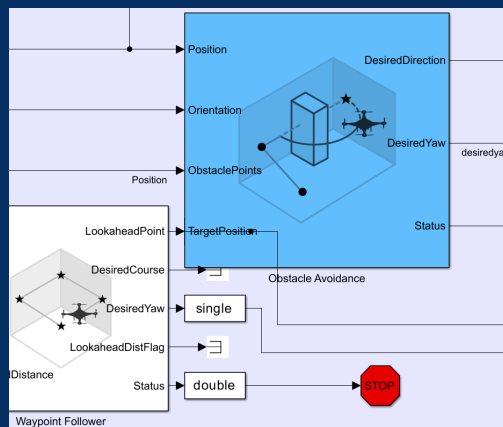 Position
DesiredDirection
Orientation
DesiredYaw
desiredya
Position
ObstaclePoints
LookaheadPoint
TargetPosition
Status
DesiredCourse
Obstacle Avoidance
DesiredYaw
single
LookaheadDistFlag
dDistance
Status
double
STOP
Waypoint Follower